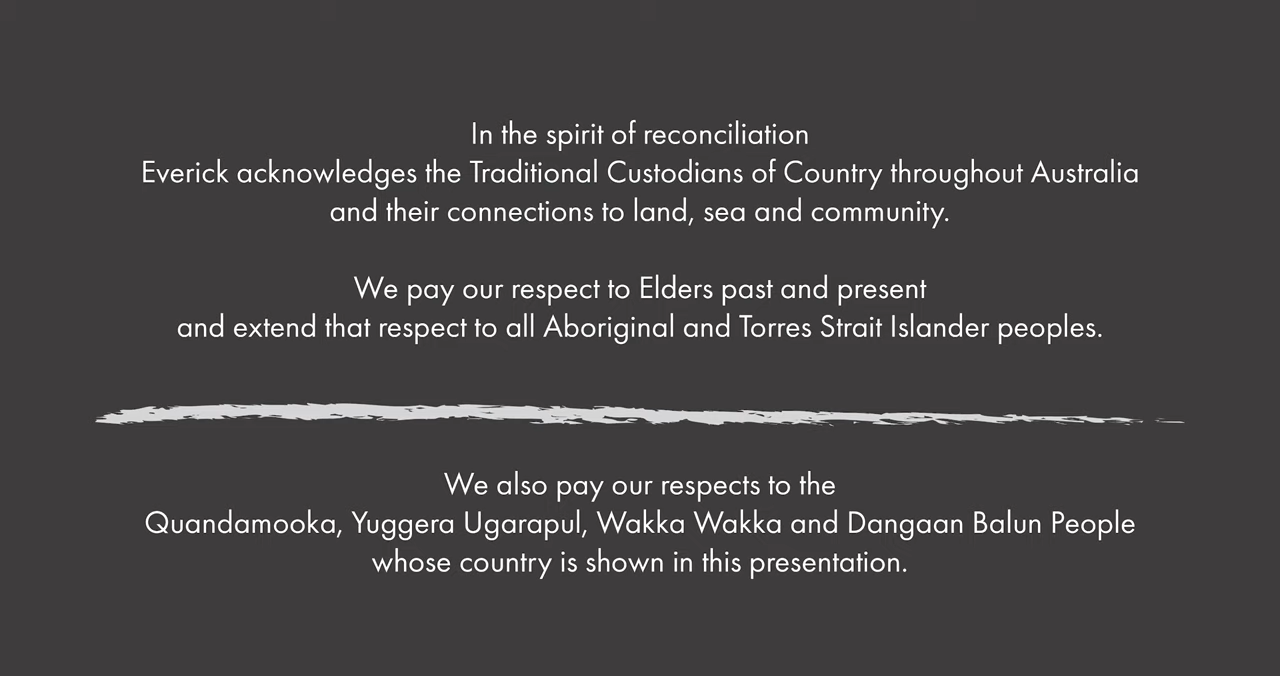 In the spirit of reconciliation
Everick acknowledges the Traditional Custodians of Country throughout Australia
and their connections to land, sea and community.
We pay our respect to Elders past and present
and extend that respect to all Aboriginal and Torres Strait Islander peoples.
We also pay our respects to the
Quandamooka, Yuggera Ugarapul, Wakka Wakka and Dangaan Balun People
whose country is shown in this presentation.